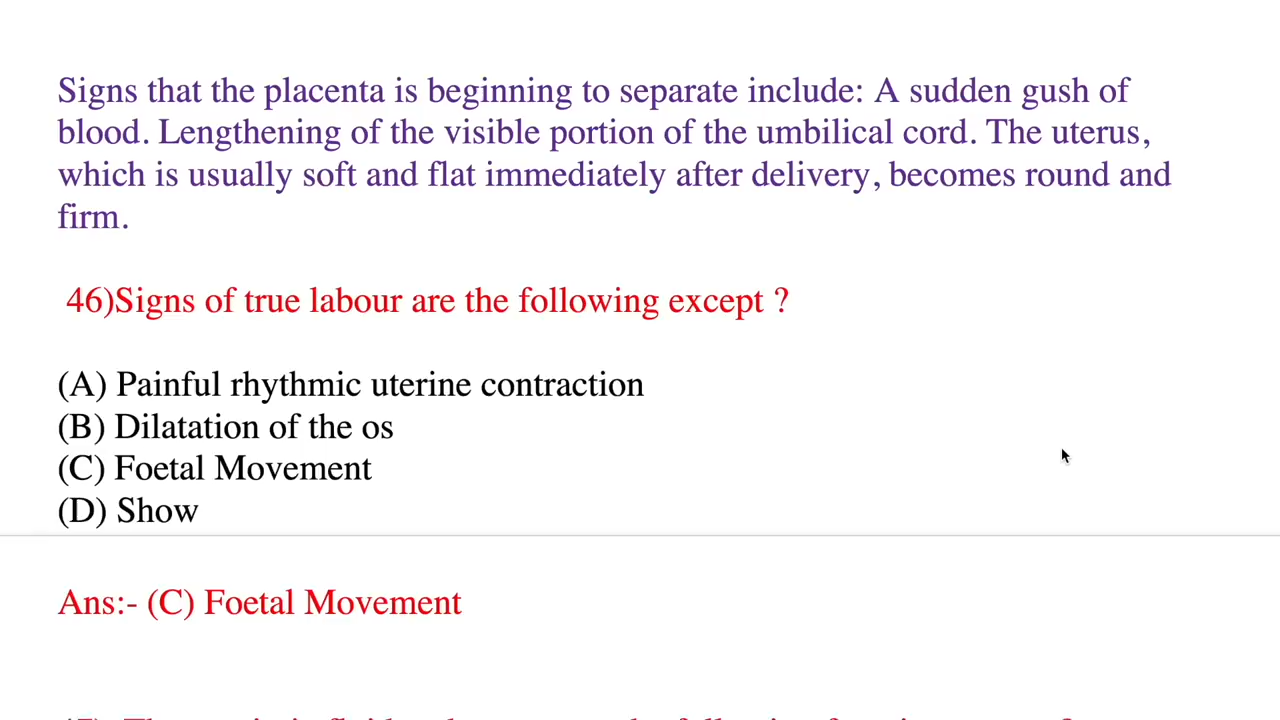 Signs that the placenta is beginning to separate include: A sudden gush of
blood. Lengthening of the visible portion of the umbilical cord. The uterus,
which is usually soft and flat immediately after delivery, becomes round and
firm.
46)Signs of true labour are the following except ?
(A) Painful rhythmic uterine contraction
(B) Dilatation of the os
(C) Foetal Movement
(D) Show
Ans:- (C) Foetal Movement